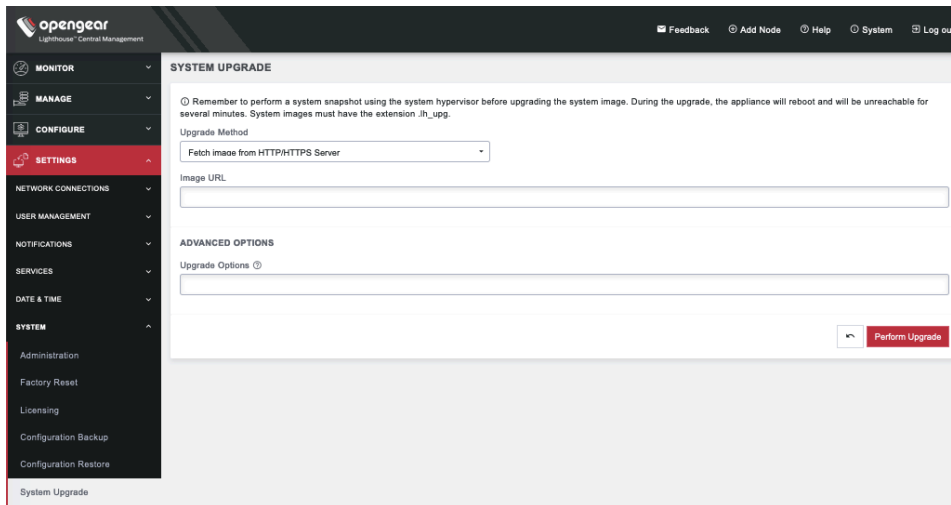 opengear
Lighthouse™ Central Management
Feedback
Add Node
Help
System
Log ou
MONITOR
MANAGE
CONFIGURE
SETTINGS
NETWORK CONNECTIONS
USER MANAGEMENT
NOTIFICATIONS
SERVICES
DATE & TIME
SYSTEM
Administration
Factory Reset
Licensing
Configuration Backup
Configuration Restore
System Upgrade
SYSTEM UPGRADE
Remember to perform a system snapshot using the system hypervisor before upgrading the system image. During the upgrade, the appliance will reboot and will be unreachable for
several minutes. System images must have the extension .lh_upg.
Upgrade Method
Fetch image from HTTP/HTTPS Server
Image URL
ADVANCED OPTIONS
Upgrade Options
Perform Upgrade